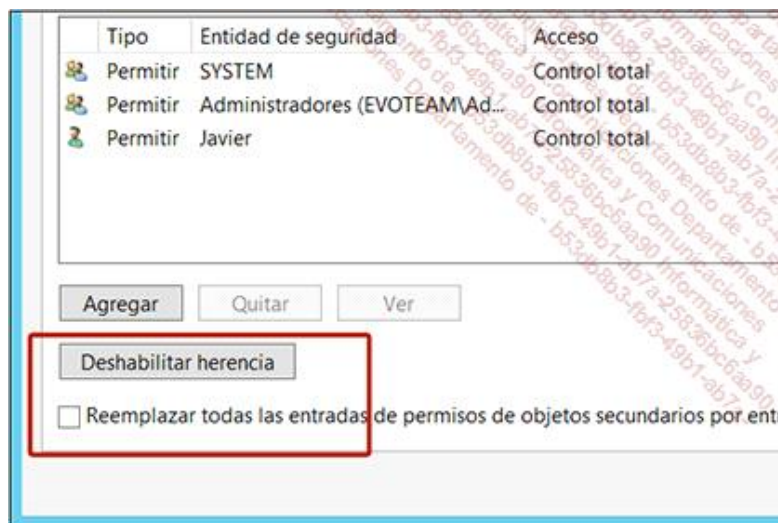 Tipo Entidad de seguridad Acceso
Permitir SYSTEM Control total
Permitir Administradores (EVOTEAM\Ad... Control total
Permitir Javier Control total
Agregar Quitar Ver
Deshabilitar herencia
Reemplazar todas las entradas de permisos de objetos secundarios por ent